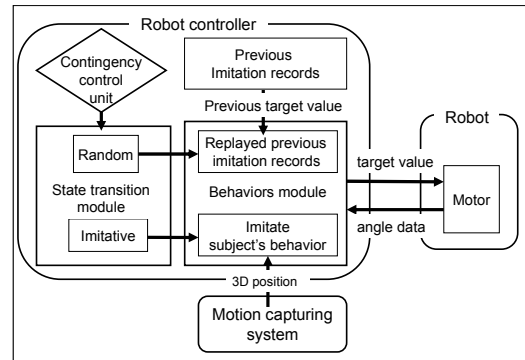 Robot controller
Contingency
control
unit
Previous
Imitation records
Previous target value
Robot
Random
Replayed previous
imitation records
target value
State transition
module
Behaviors module
Motor
Imitative
Imitate
subject's behavior
angle data
3D position
Motion capturing
system